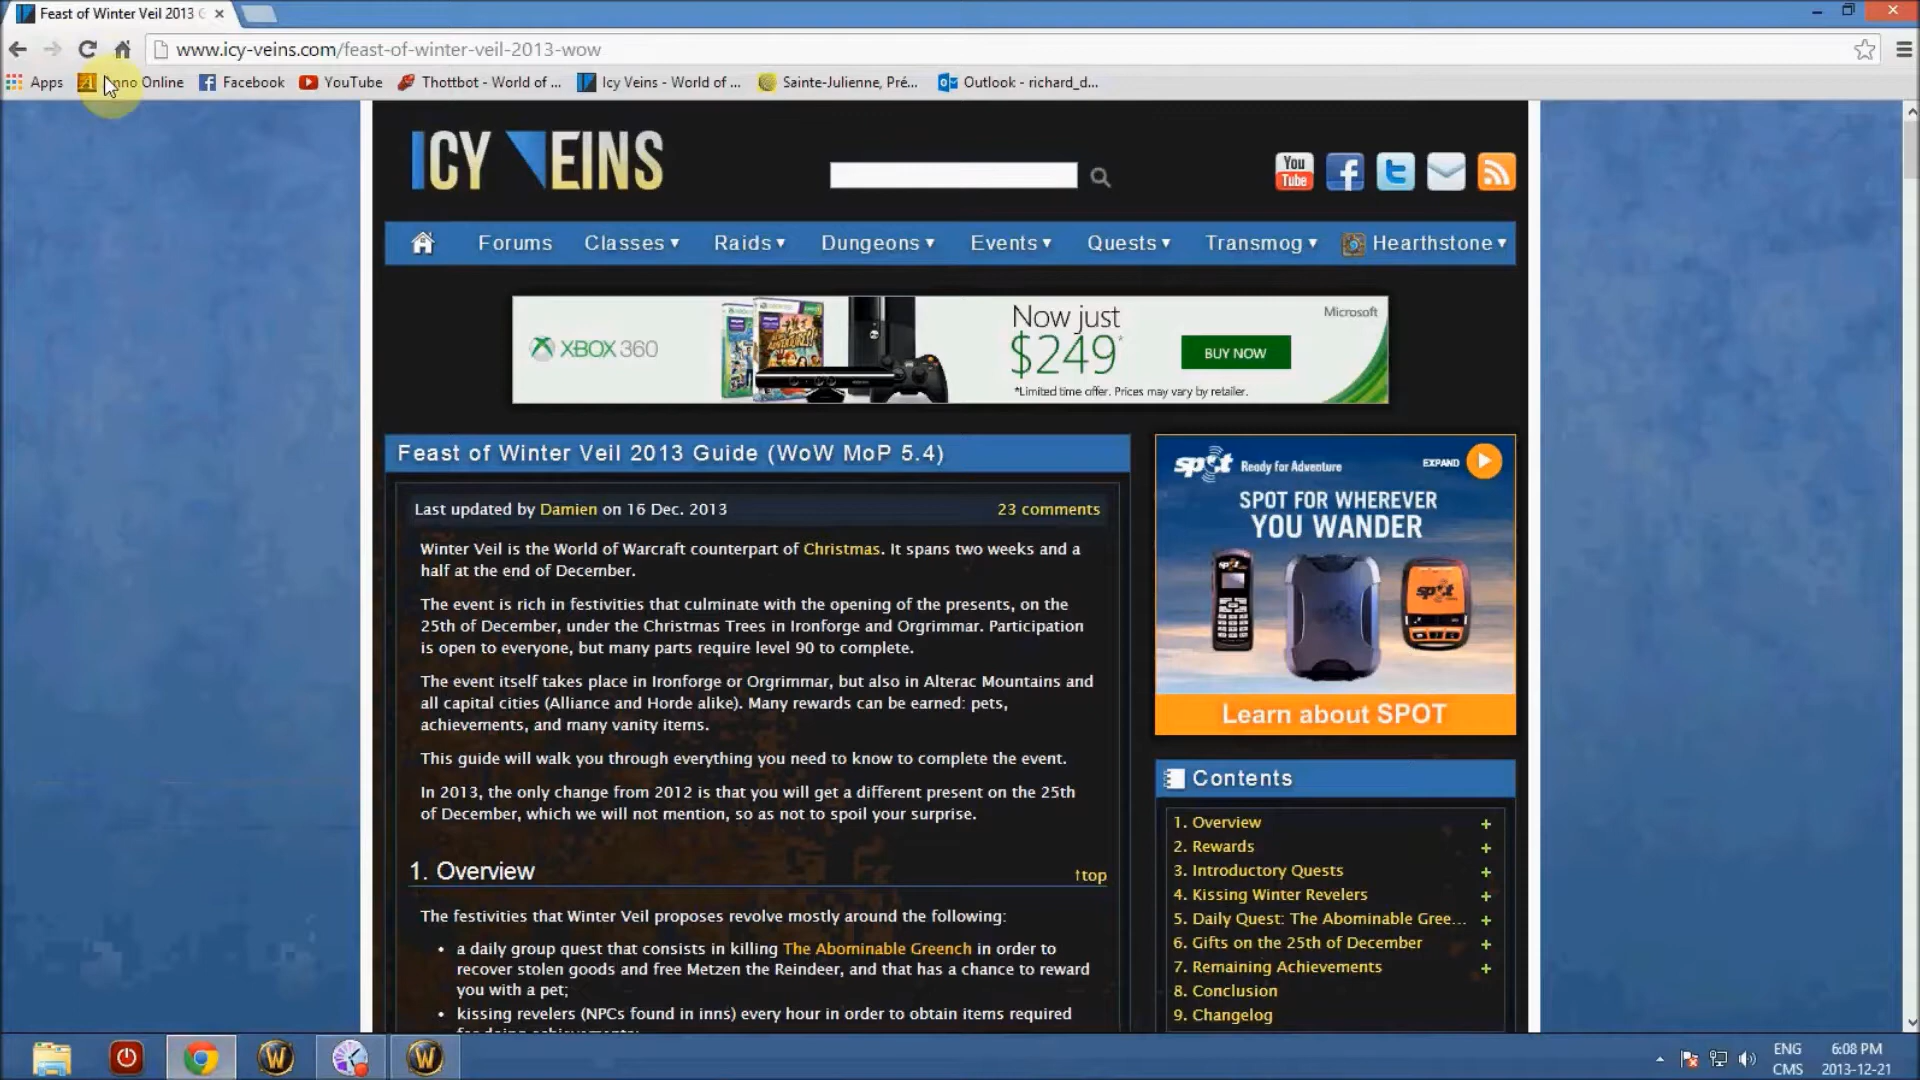 Feast of Winter Veil 2013
www.icy-veins.com/feast-of-winter-veil-2013-wow
Apps
Online
Facebook
YouTube
Thottbot - World of ...
Icy Veins - World of ...
Sainte-Julienne, Pré...
Outlook - richard_d...
ICY VEINS
You
Tube
Forums
Classes ▾
Raids ▾
Dungeons ▾
Events ▾
Quests ▾
Transmog ▾
Hearthstone ▾
XBOX 360
Now just
$249*
*Limited time offer. Prices may vary by retailer.
BUY NOW
Microsoft
Feast of Winter Veil 2013 Guide (WoW MoP 5.4)
Last updated by Damien on 16 Dec. 2013
23 comments
Winter Veil is the World of Warcraft counterpart of Christmas. It spans two weeks and a
half at the end of December.
The event is rich in festivities that culminate with the opening of the presents, on the
25th of December, under the Christmas Trees in Ironforge and Orgrimmar. Participation
is open to everyone, but many parts require level 90 to complete.
The event itself takes place in Ironforge or Orgrimmar, but also in Alterac Mountains and
all capital cities (Alliance and Horde alike). Many rewards can be earned: pets,
achievements, and many vanity items.
This guide will walk you through everything you need to know to complete the event.
In 2013, the only change from 2012 is that you will get a different present on the 25th
of December, which we will not mention, so as not to spoil your surprise.
1. Overview
↑top
The festivities that Winter Veil proposes revolve mostly around the following:
• a daily group quest that consists in killing The Abominable Greench in order to
recover stolen goods and free Metzen the Reindeer, and that has a chance to reward
you with a pet;
• kissing revelers (NPCs found in inns) every hour in order to obtain items required
spot Ready for Adventure
EXPAND
SPOT FOR WHEREVER
YOU WANDER
Learn about SPOT
Contents
1. Overview +
2. Rewards +
3. Introductory Quests +
4. Kissing Winter Revelers +
5. Daily Quest: The Abominable Gree... +
6. Gifts on the 25th of December +
7. Remaining Achievements +
8. Conclusion
9. Changelog
ENG
CMS
6:08 PM
2013-12-21